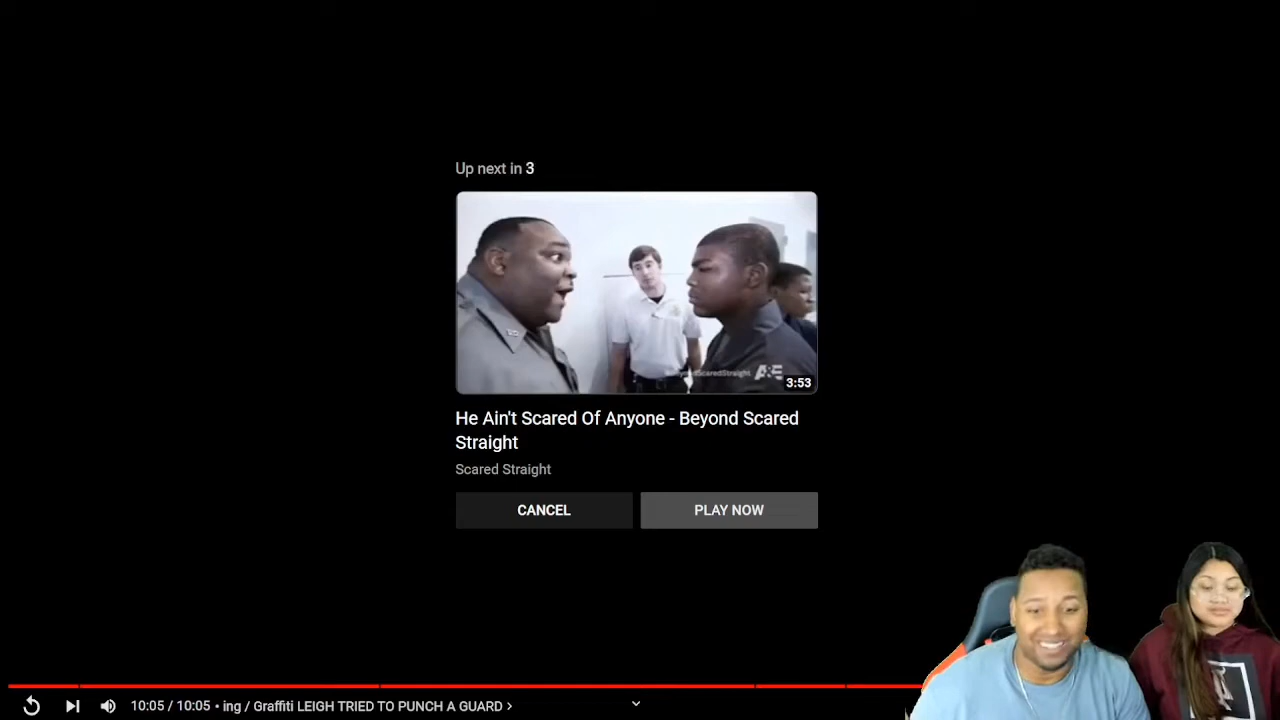 Up next in 3
BeyondScaredStraight A&E
3:53
He Ain't Scared Of Anyone - Beyond Scared
Straight
Scared Straight
CANCEL PLAY NOW
10:05 / 10:05 • ing / Graffiti LEIGH TRIED TO PUNCH A GUARD >